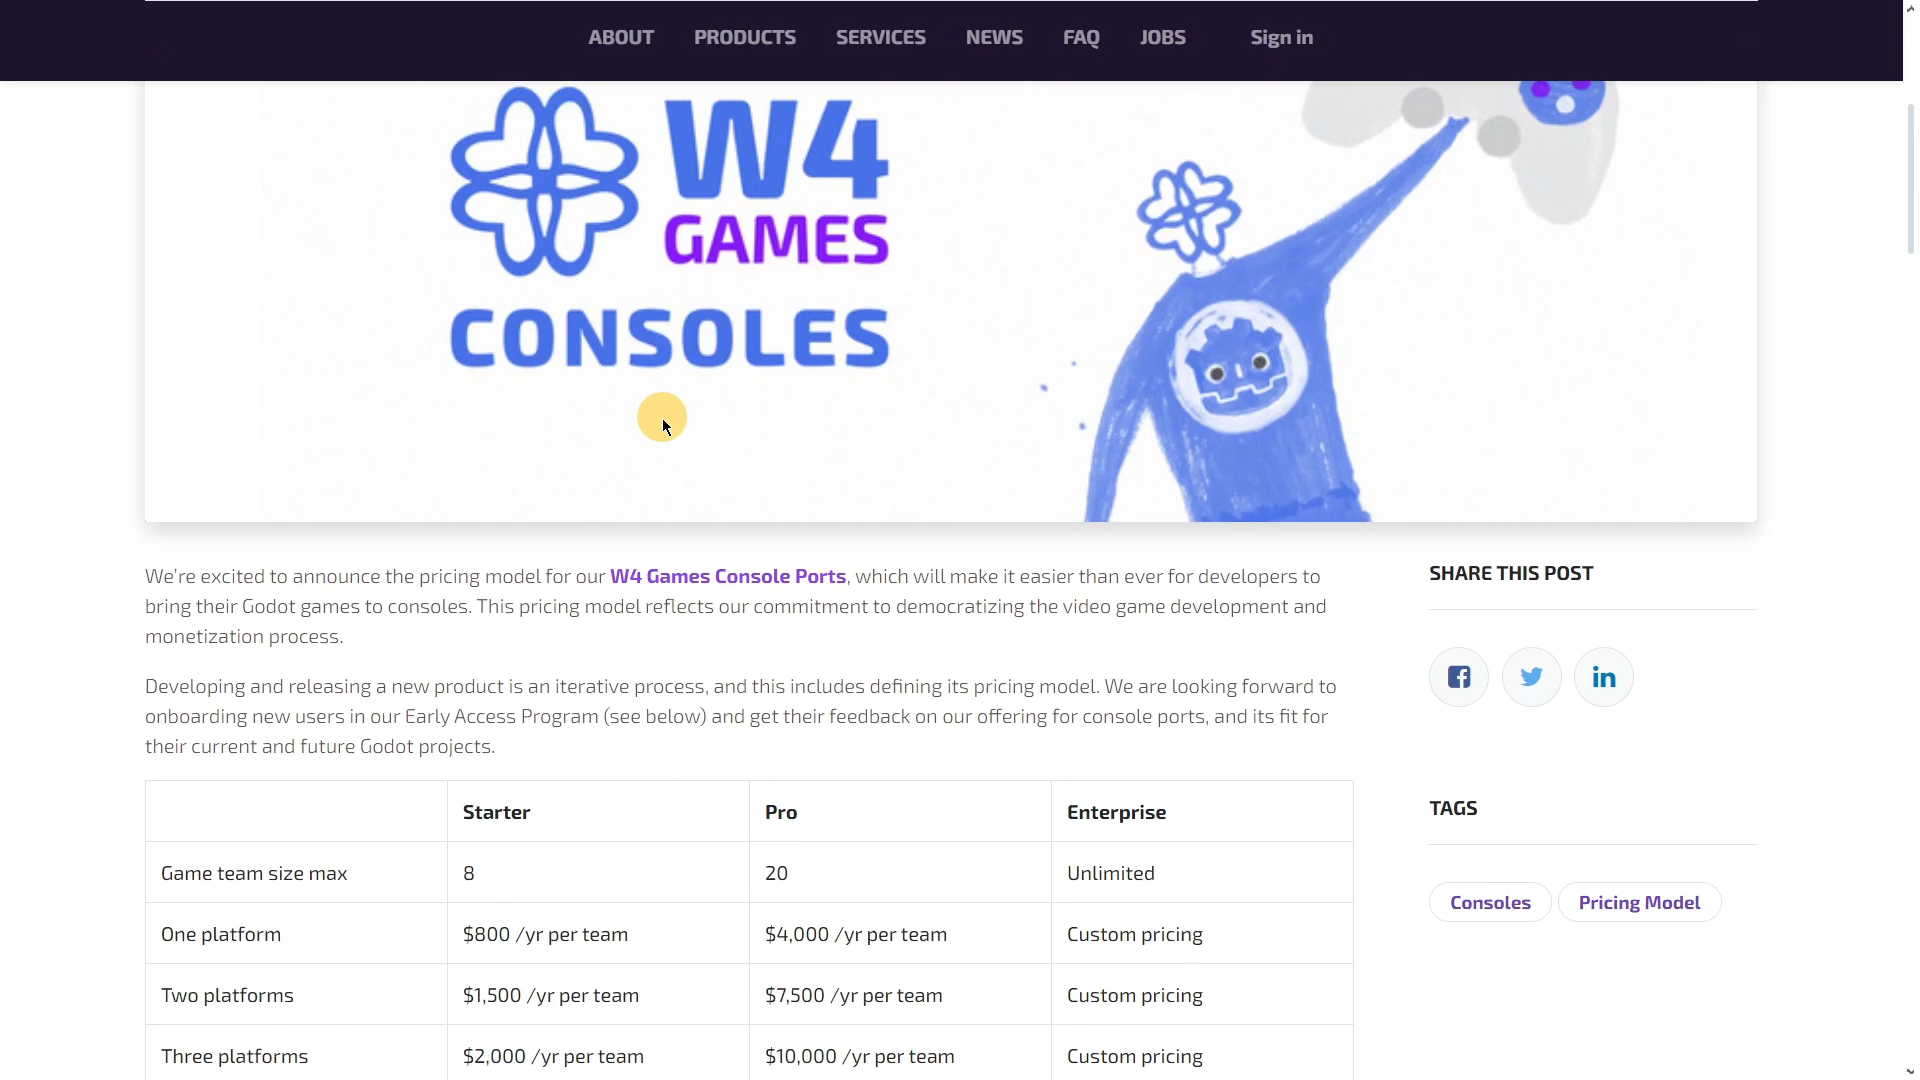 ABOUT PRODUCTS SERVICES NEWS FAQ JOBS Sign in
W4
GAMES
CONSOLES
We're excited to announce the pricing model for our W4 Games Console Ports, which will make it easier than ever for developers to
bring their Godot games to consoles. This pricing model reflects our commitment to democratizing the video game development and
monetization process.
Developing and releasing a new product is an iterative process, and this includes defining its pricing model. We are looking forward to
onboarding new users in our Early Access Program (see below) and get their feedback on our offering for console ports, and its fit for
their current and future Godot projects.
Starter Pro Enterprise
Game team size max 8 20 Unlimited
One platform $800 /yr per team $4,000 /yr per team Custom pricing
Two platforms $1,500 /yr per team $7,500 /yr per team Custom pricing
Three platforms $2,000 /yr per team $10,000 /yr per team Custom pricing
SHARE THIS POST
TAGS
Consoles Pricing Model